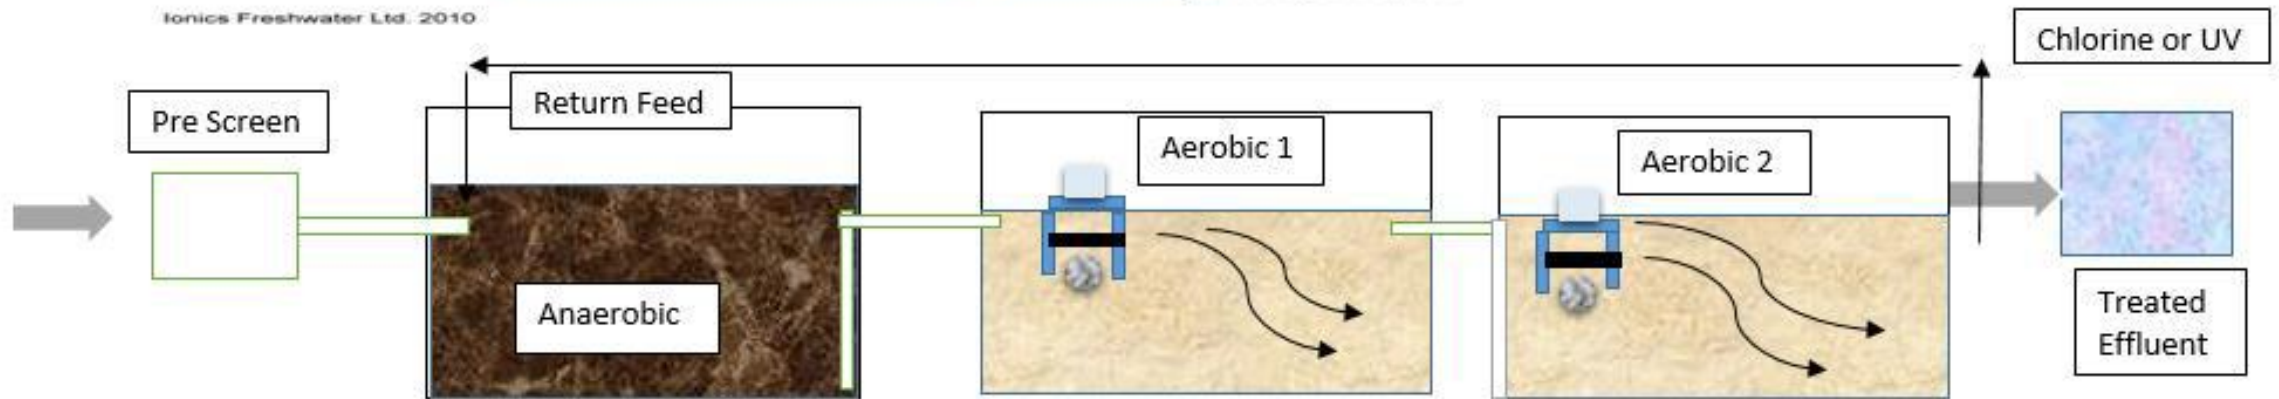 Ionics Freshwater Ltd. 2010
Chlorine or UV
Pre Screen
Return Feed
Aerobic 1
Aerobic 2
Anaerobic
Treated
Effluent